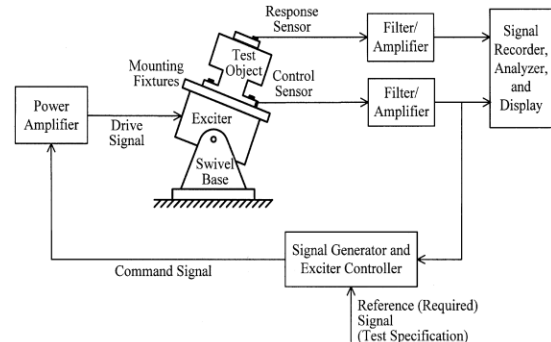 Response
Sensor
Filter/
Amplifier
Signal
Recorder,
Analyzer,
and
Display
Test
Object
Mounting
Fixtures
Control
Sensor
Filter/
Amplifier
Power
Amplifier
Drive
Signal
Exciter
Swivel
Base
Signal Generator and
Exciter Controller
Command Signal
Reference (Required)
Signal
(Test Specification)